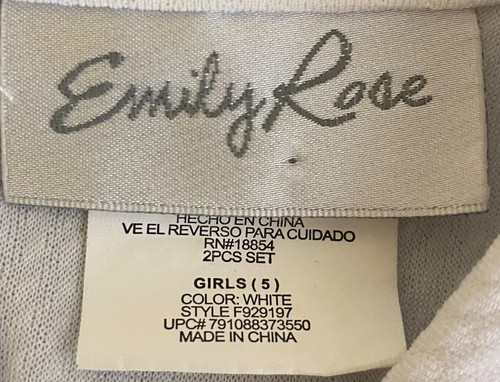 Emily Rose
HECHO EN CHINA
VE EL REVERSO PARA CUIDADO
RN#18854
2PCS SET
GIRLS ( 5 )
COLOR: WHITE
STYLE F929197
UPC# 791088373550
MADE IN CHINA